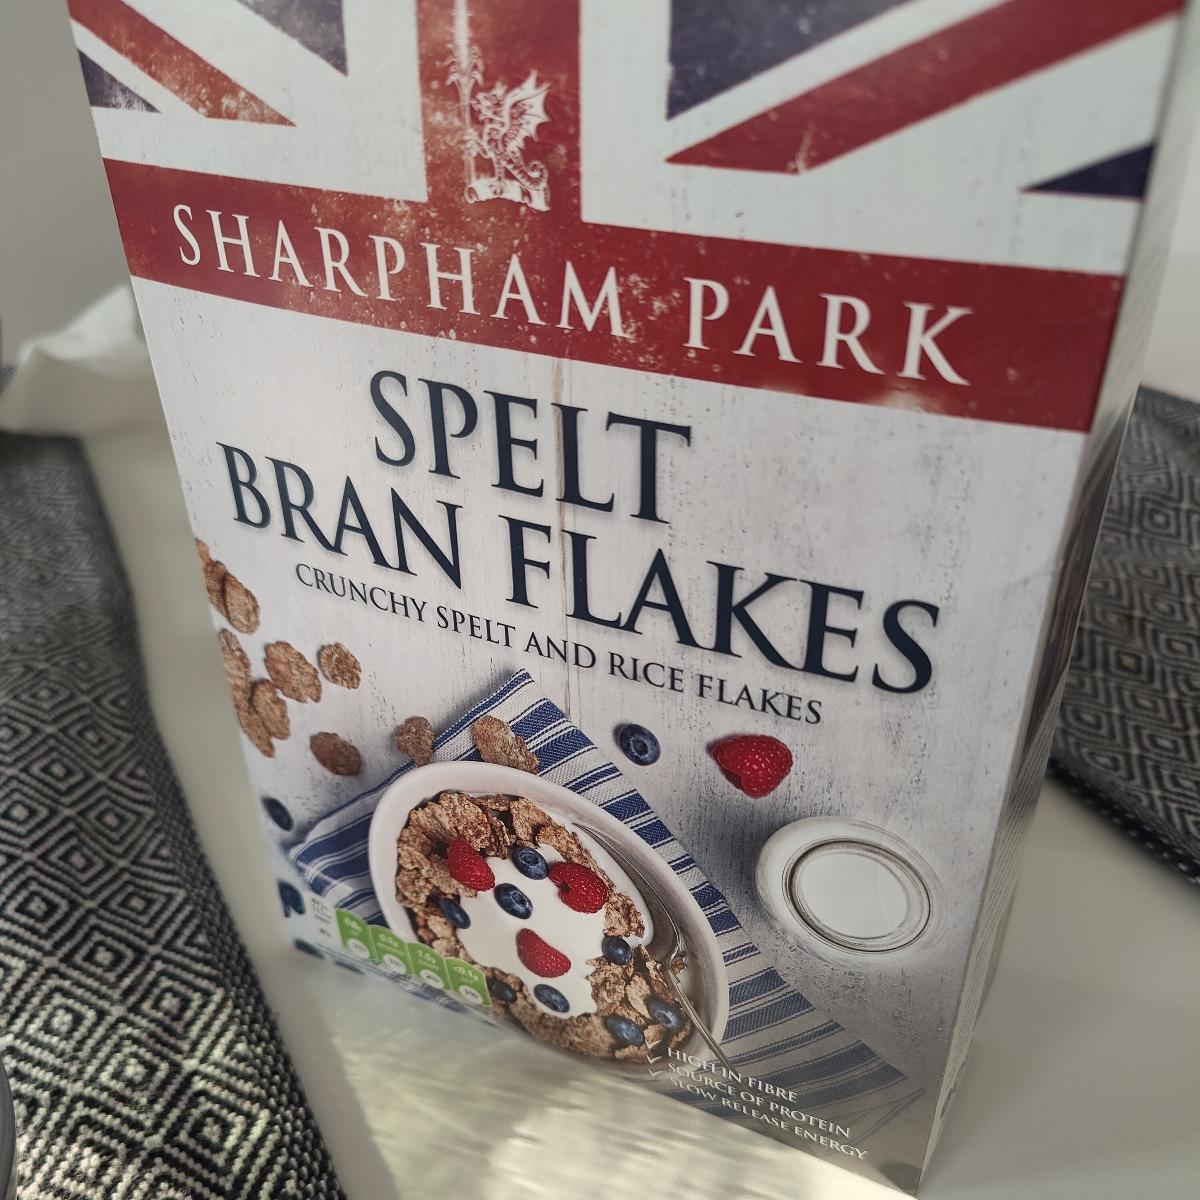 SHARPHAM PARK
SPELT
BRAN FLAKES
CRUNCHY SPELT AND RICE FLAKES
HIGH IN FIBRE
SOURCE OF PROTEIN
SLOW RELEASE ENERGY